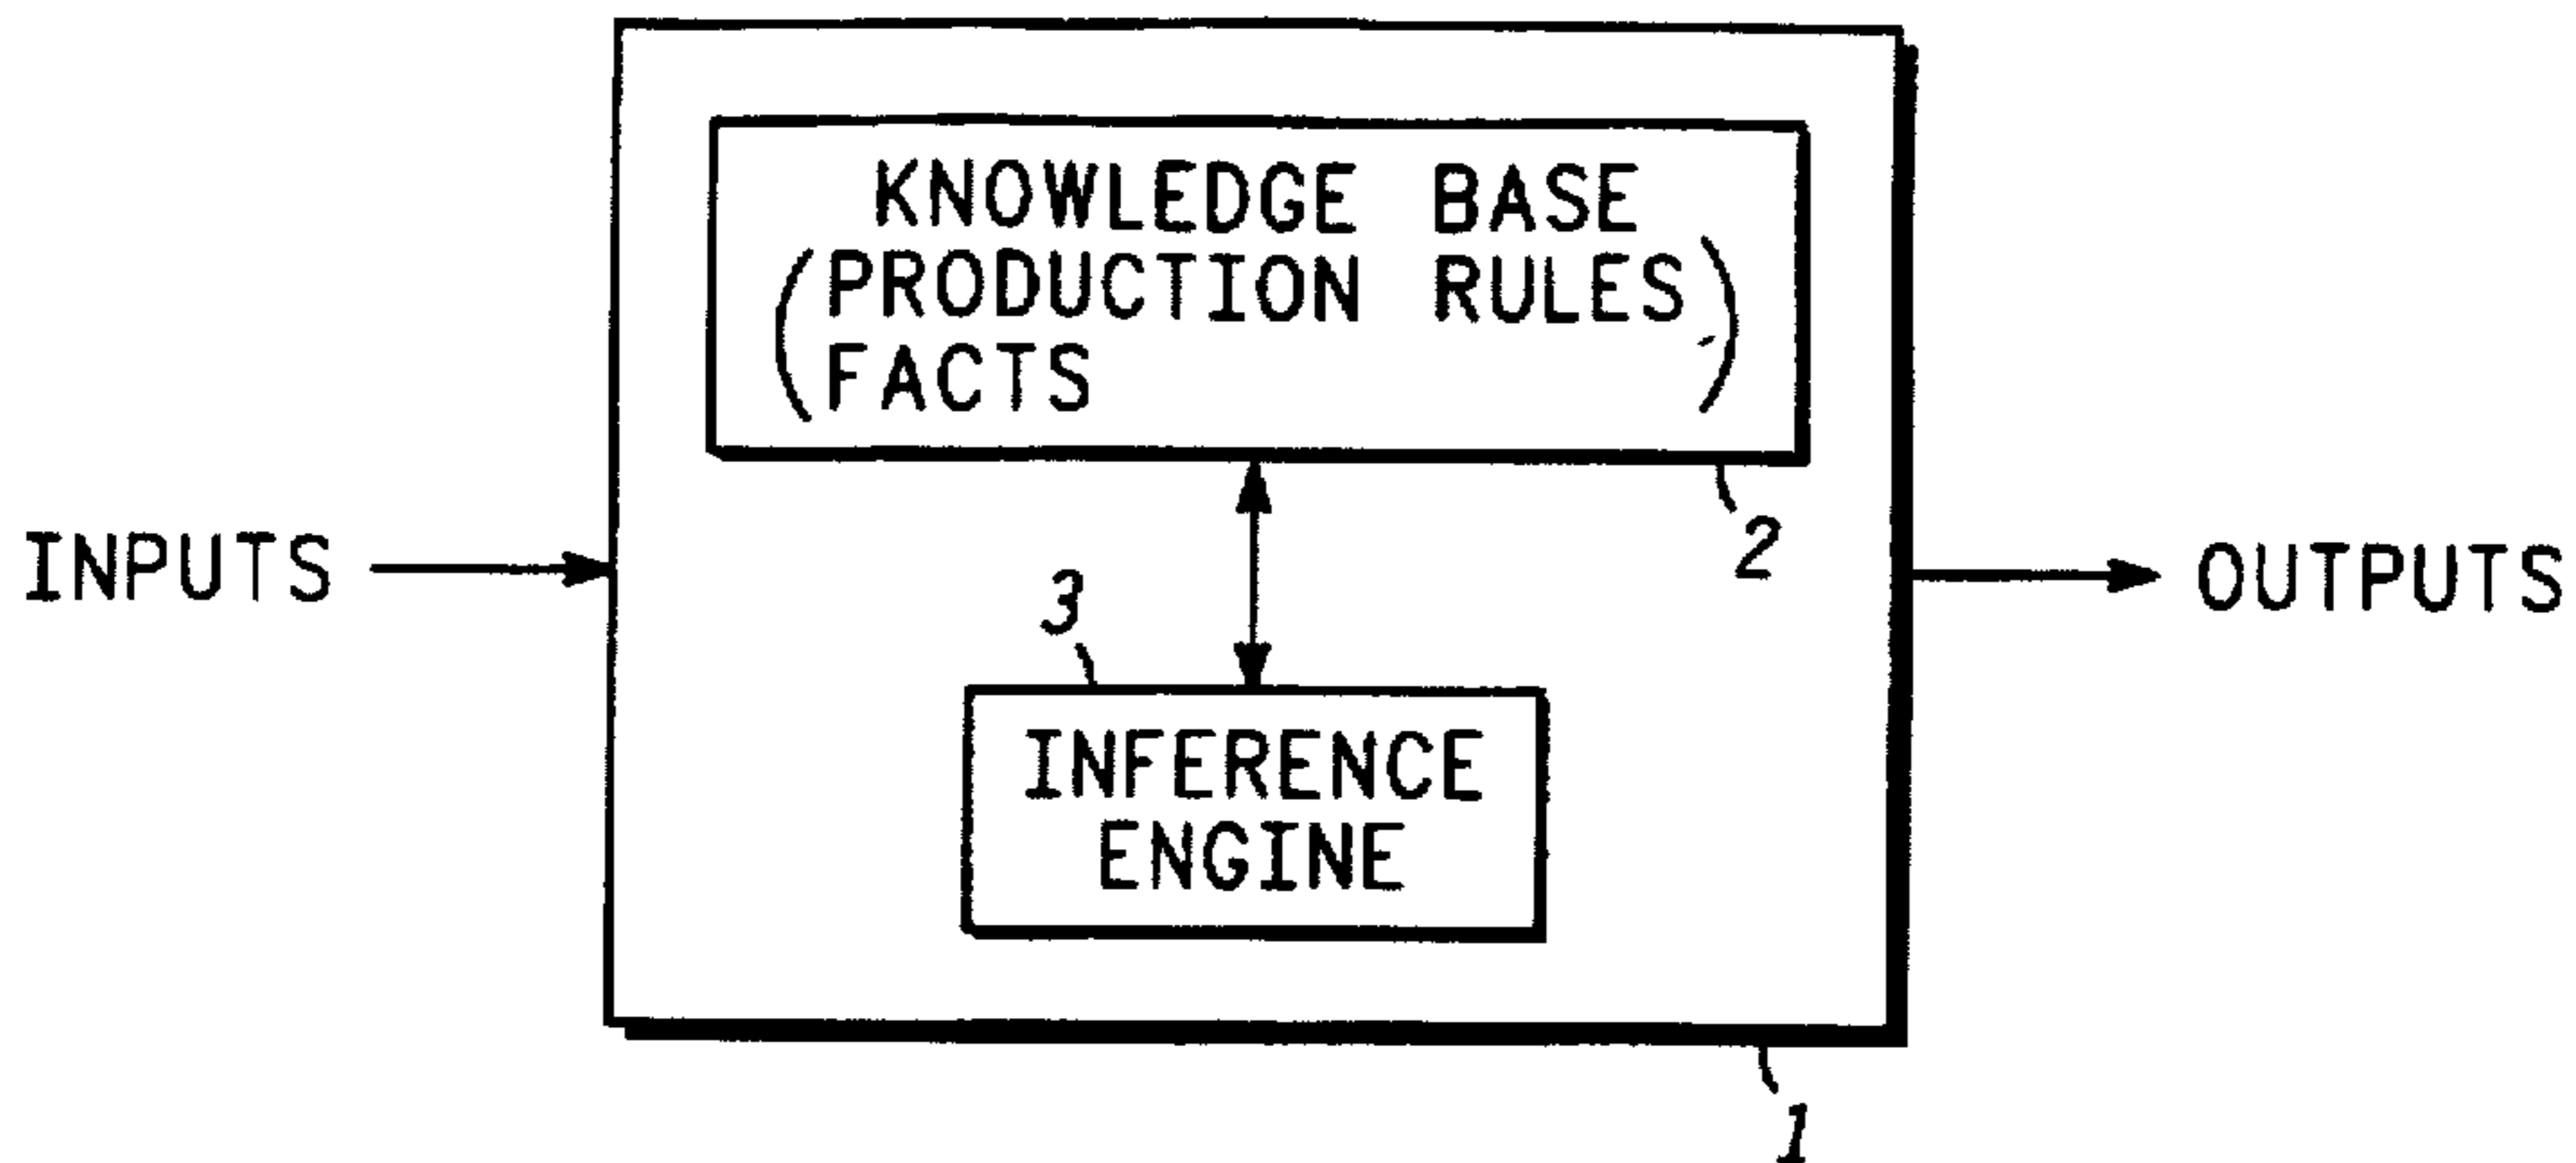 KNOWLEDGE BASE
(PRODUCTION RULES
FACTS)
INPUTS
2
OUTPUTS
3
INFERENCE
ENGINE
1